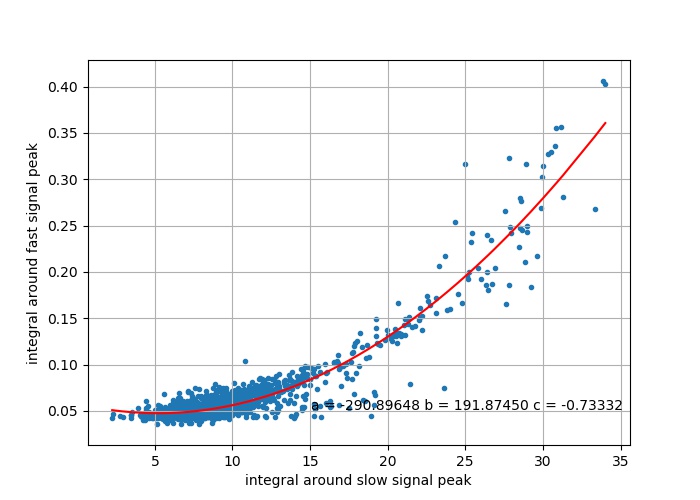 0.40
0.35
0.30
0.25
0.20
0.15
0.10
0.05
integral around fast signal peak
a = -290.89648 b = 191.87450 c = -0.73332
5 10 15 20 25 30 35
integral around slow signal peak